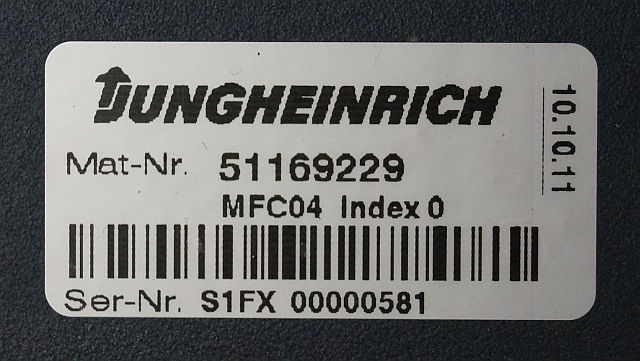 JUNGHEINRICH
Mat-Nr. 51169229
MFC04 Index 0
Ser-Nr. S1FX 00000581
10.10.11